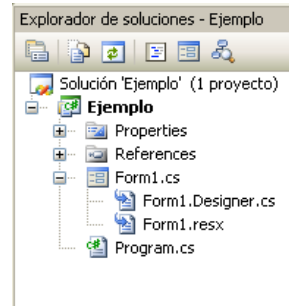 Explorador de soluciones - Ejemplo
Solución 'Ejemplo' (1 proyecto)
Ejemplo
Properties
References
Form1.cs
Form1.Designer.cs
Form1.resx
Program.cs